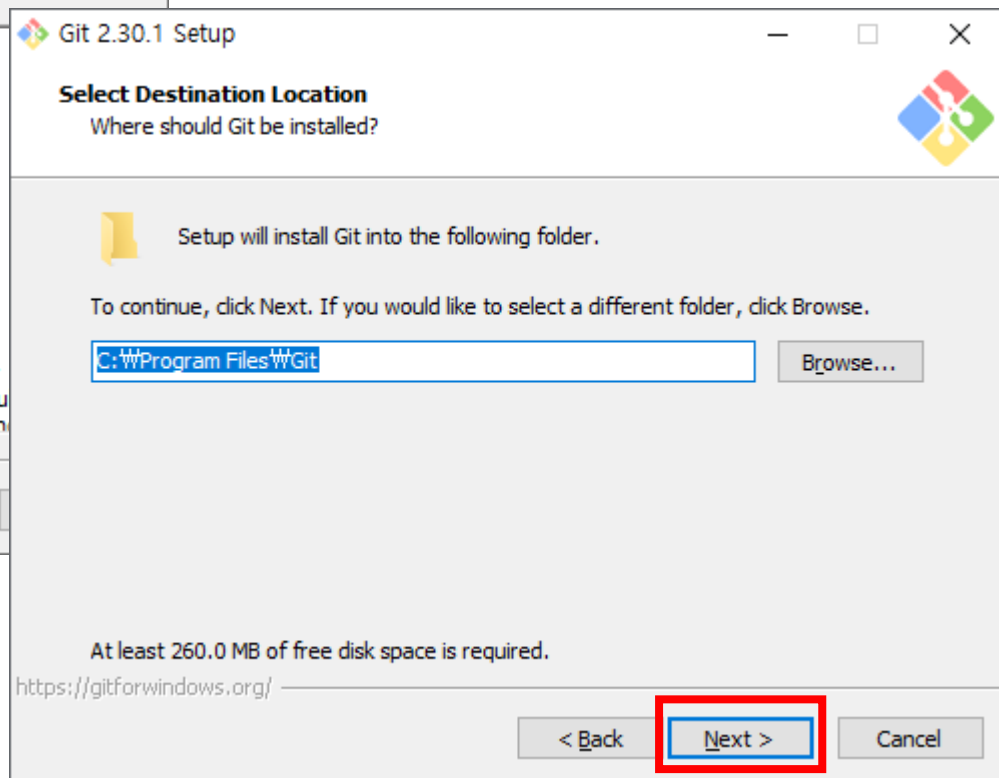 Git 2.30.1 Setup
Select Destination Location
Where should Git be installed?
Setup will install Git into the following folder.
To continue, click Next. If you would like to select a different folder, click Browse.
C:₩Program Files₩Git
Browse...
At least 260.0 MB of free disk space is required.
https://gitforwindows.org/
< Back
Next >
Cancel